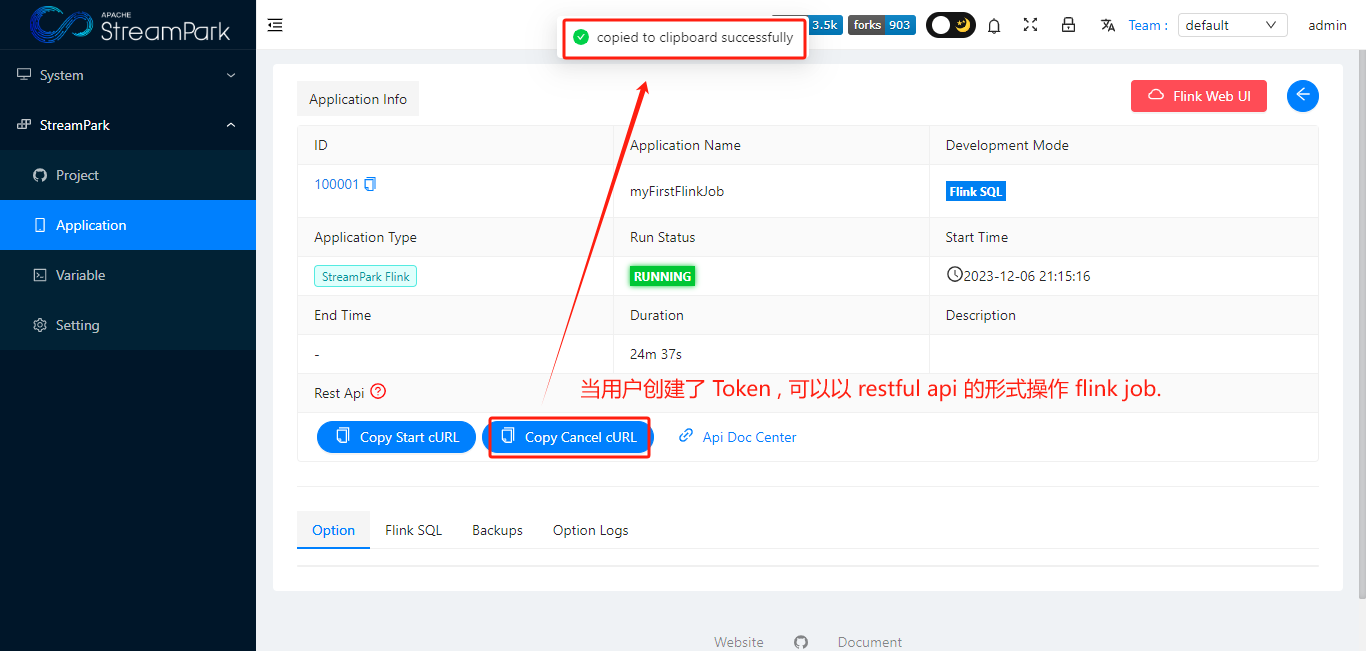 APACHE
StreamPark
System
StreamPark
Project
Application
Variable
Setting
copied to clipboard successfully
3.5k
forks 903
Team :
default
admin
Application Info
Flink Web UI
ID
Application Name
Development Mode
100001
myFirstFlinkJob
Flink SQL
Application Type
Run Status
Start Time
StreamPark Flink
RUNNING
2023-12-06 21:15:16
End Time
Duration
Description
-
24m 37s
Rest Api
当用户创建了 Token , 可以以 restful api 的形式操作 flink job.
Copy Start cURL
Copy Cancel cURL
Api Doc Center
Option
Flink SQL
Backups
Option Logs
Website
Document